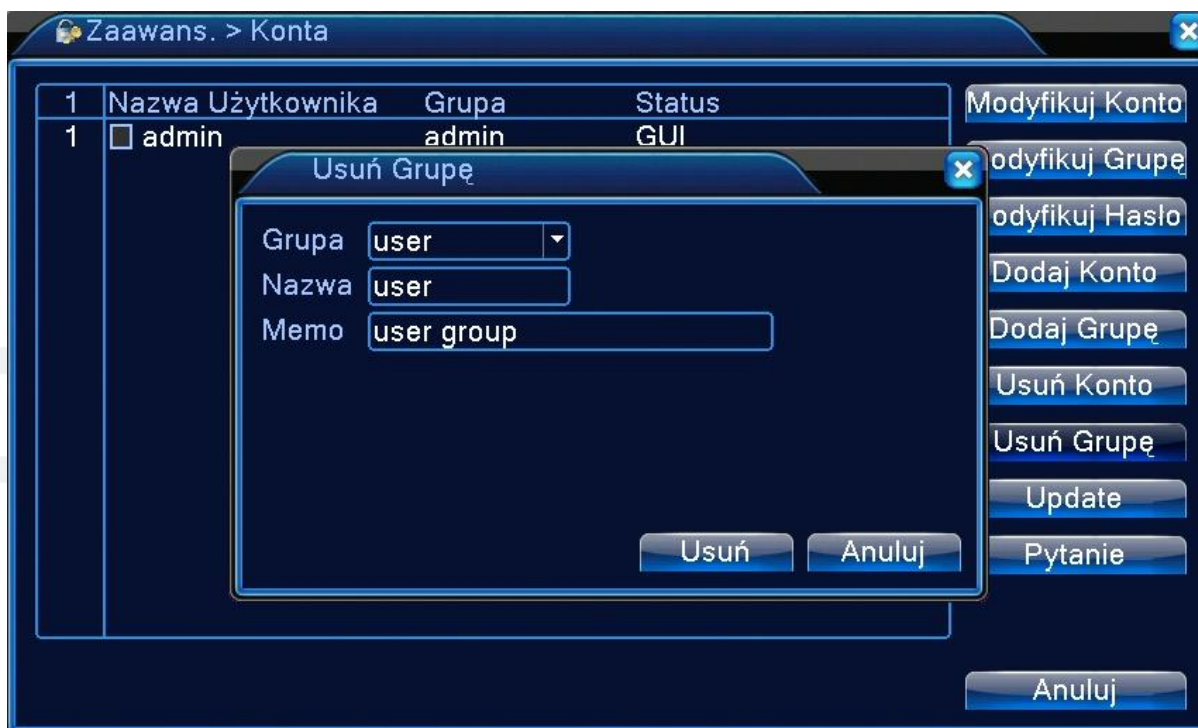 Zaawans. > Konta
1 Nazwa Użytkownika Grupa Status
1 admin admin GUI
Modyfikuj Konto
odyfikuj Grupę
odyfikuj Hasło
Dodaj Konto
Dodaj Grupę
Usuń Konto
Usuń Grupę
Update
Pytanie
Anuluj
Usuń Grupę
Grupa user
Nazwa user
Memo user group
Usuń Anuluj